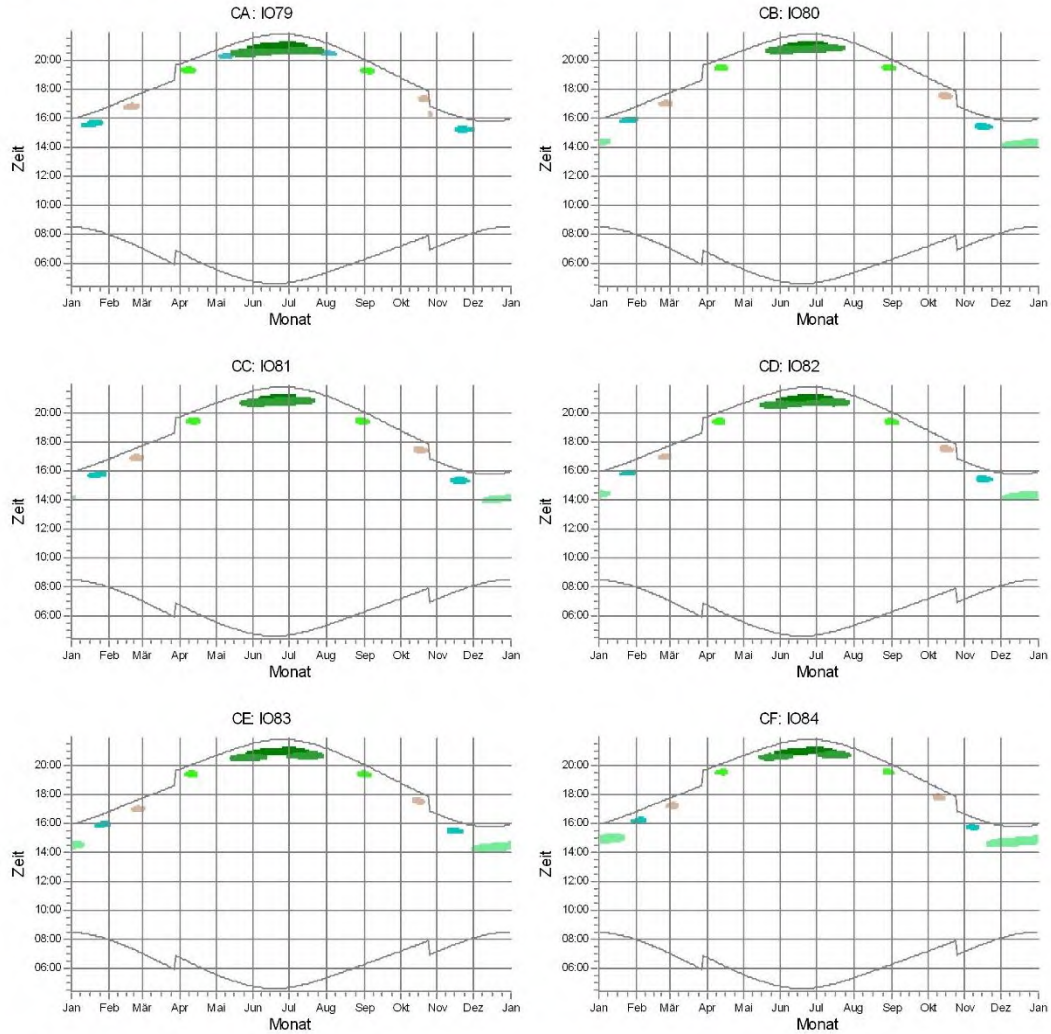 CA: IO79
CB: IO80
Zeit
20:00
18:00
16:00
14:00
12:00
10:00
08:00
06:00
Jan Feb Mär Apr Mai Jun Jul Aug Sep Okt Nov Dez Jan
Monat
Zeit
20:00
18:00
16:00
14:00
12:00
10:00
08:00
06:00
Jan Feb Mär Apr Mai Jun Jul Aug Sep Okt Nov Dez Jan
Monat
CC: IO81
CD: IO82
Zeit
20:00
18:00
16:00
14:00
12:00
10:00
08:00
06:00
Jan Feb Mär Apr Mai Jun Jul Aug Sep Okt Nov Dez Jan
Monat
Zeit
20:00
18:00
16:00
14:00
12:00
10:00
08:00
06:00
Jan Feb Mär Apr Mai Jun Jul Aug Sep Okt Nov Dez Jan
Monat
CE: IO83
CF: IO84
Zeit
20:00
18:00
16:00
14:00
12:00
10:00
08:00
06:00
Jan Feb Mär Apr Mai Jun Jul Aug Sep Okt Nov Dez Jan
Monat
Zeit
20:00
18:00
16:00
14:00
12:00
10:00
08:00
06:00
Jan Feb Mär Apr Mai Jun Jul Aug Sep Okt Nov Dez Jan
Monat